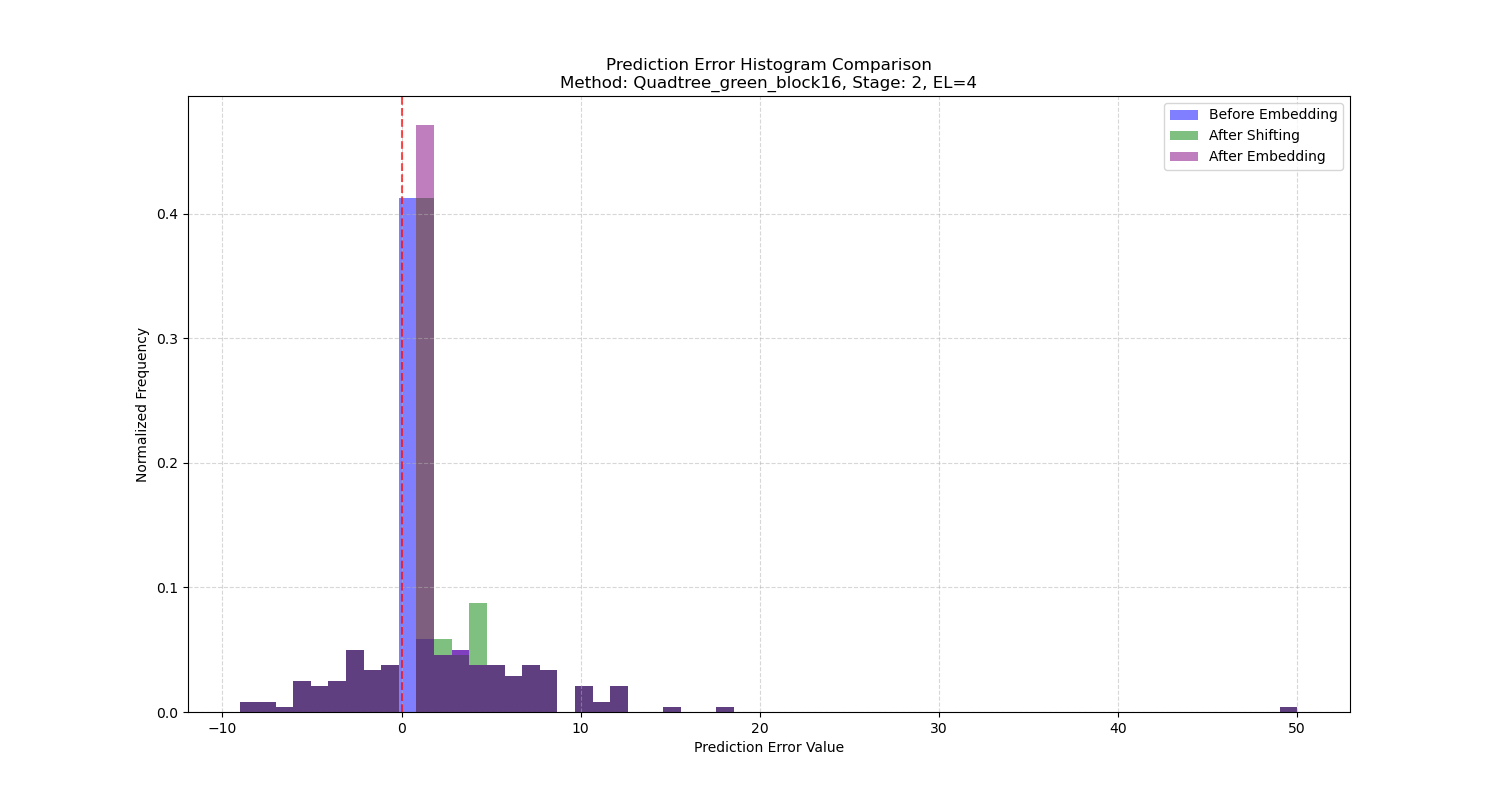 Prediction Error Histogram Comparison
Method: Quadtree_green_block16, Stage: 2, EL=4
Before Embedding
After Shifting
After Embedding
Normalized Frequency
0.4
0.3
0.2
0.1
0.0
−10 0 10 20 30 40 50
Prediction Error Value